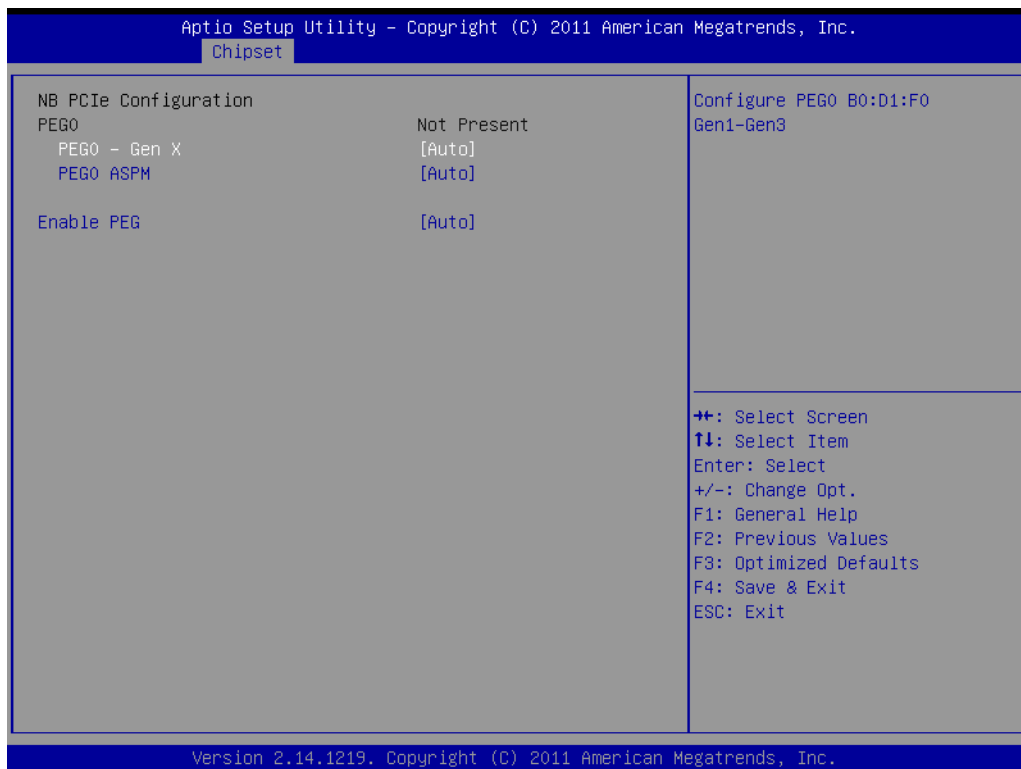 Aptio Setup Utility – Copyright (C) 2011 American Megatrends, Inc.
Chipset
NB PCIe Configuration
PEG0 Not Present
PEG0 – Gen X [Auto]
PEG0 ASPM [Auto]
Enable PEG [Auto]
Configure PEG0 B0:D1:F0
Gen1-Gen3
→←: Select Screen
↑↓: Select Item
Enter: Select
+/-: Change Opt.
F1: General Help
F2: Previous Values
F3: Optimized Defaults
F4: Save & Exit
ESC: Exit
Version 2.14.1219. Copyright (C) 2011 American Megatrends, Inc.